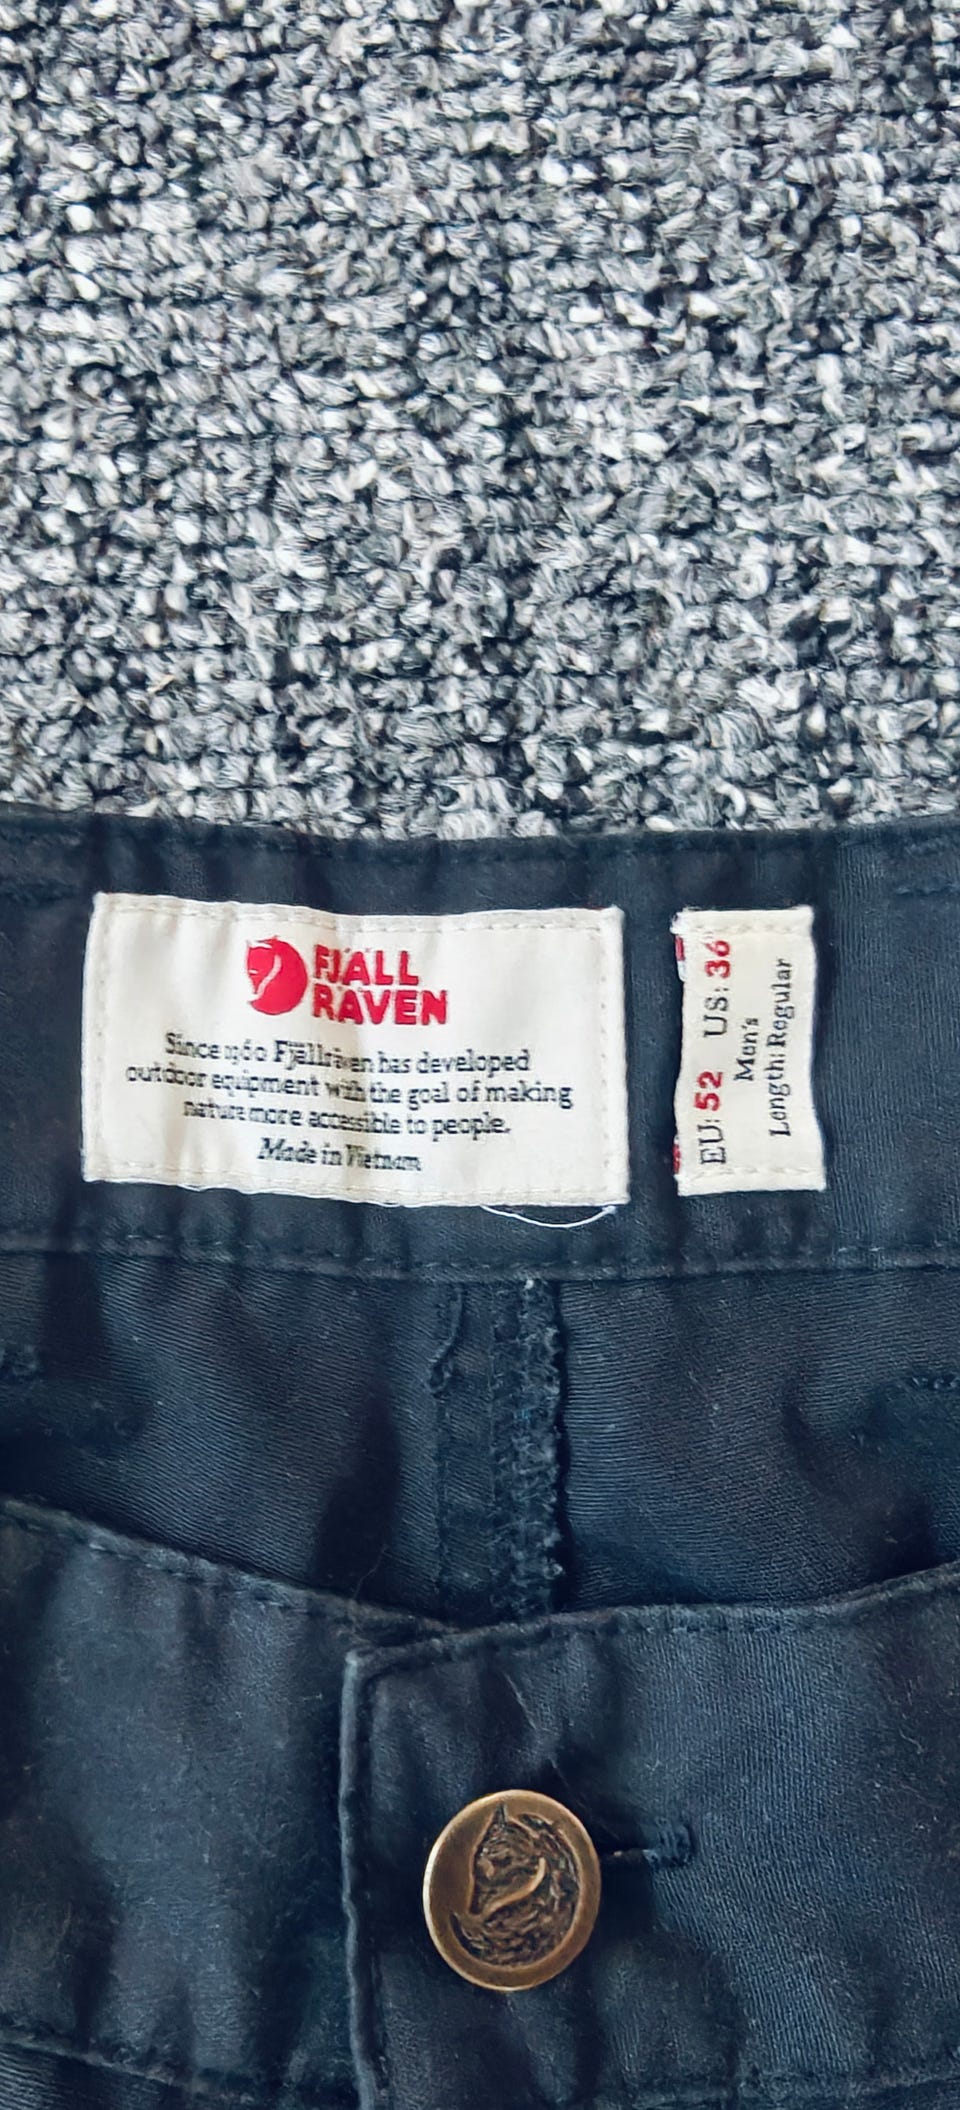 FJÄLL
RÄVEN
Since 1960 Fjällräven has developed
outdoor equipment with the goal of making
nature more accessible to people.
Made in Vietnam
EU: 52 US: 36
Men's
Length: Regular